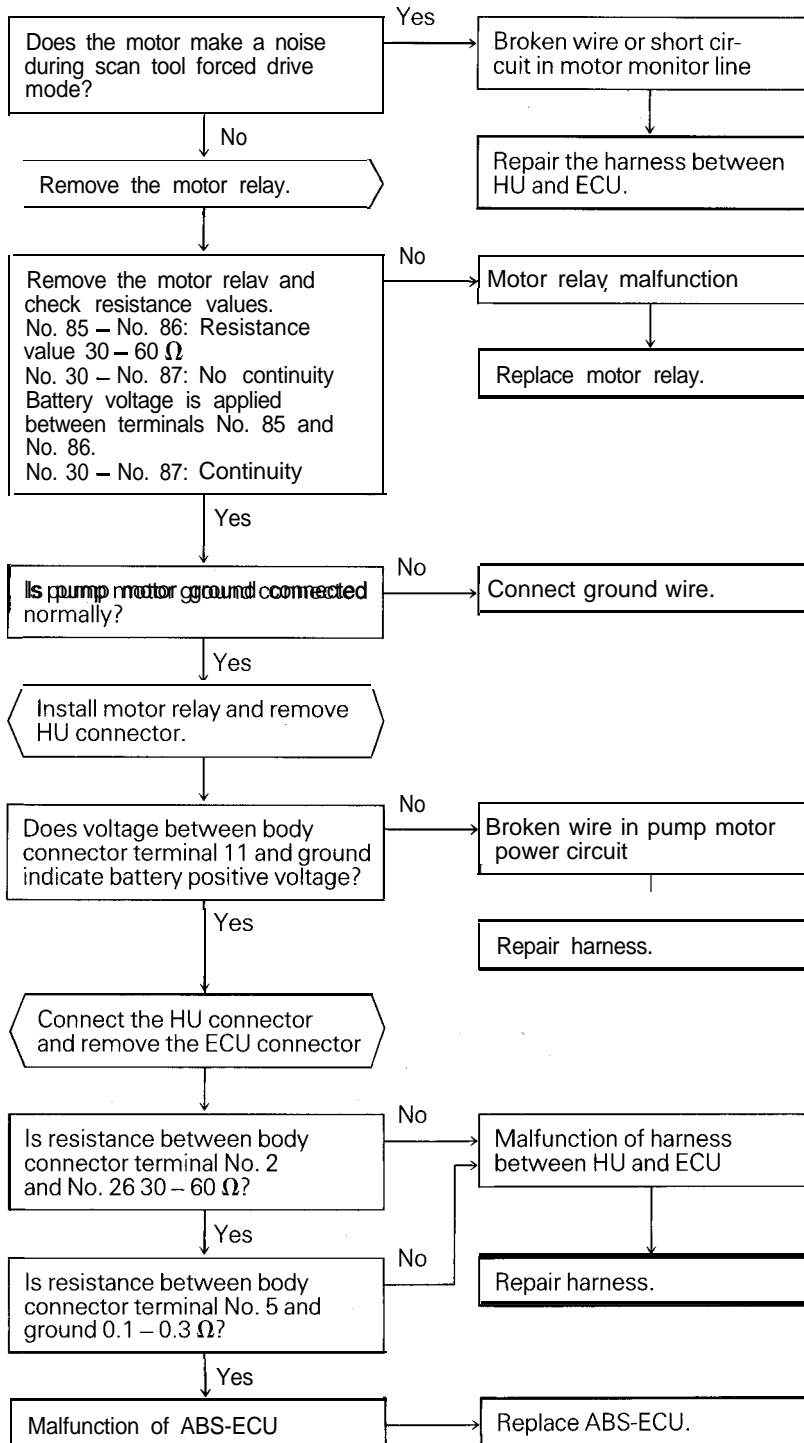 Does the motor make a noise
during scan tool forced drive
mode?
Yes
Broken wire or short cir-
cuit in motor monitor line
No
Repair the harness between
HU and ECU.
Remove the motor relay.
Remove the motor relav and
check resistance values.
No. 85 – No. 86: Resistance
value 30 – 60 Ω
No. 30 – No. 87: No continuity
Battery voltage is applied
between terminals No. 85 and
No. 86.
No. 30 – No. 87: Continuity
No
Motor relav malfunction
Replace motor relay.
Yes
Is pump motor ground connected
normally?
No
Connect ground wire.
Yes
Install motor relay and remove
HU connector.
Does voltage between body
connector terminal 11 and ground
indicate battery positive voltage?
No
Broken wire in pump motor
power circuit
Yes
Repair harness.
Connect the HU connector
and remove the ECU connector
Is resistance between body
connector terminal No. 2
and No. 26 30 – 60 Ω?
No
Malfunction of harness
between HU and ECU
Yes
Is resistance between body
connector terminal No. 5 and
ground 0.1 – 0.3 Ω?
No
Repair harness.
Yes
Malfunction of ABS-ECU
Replace ABS-ECU.